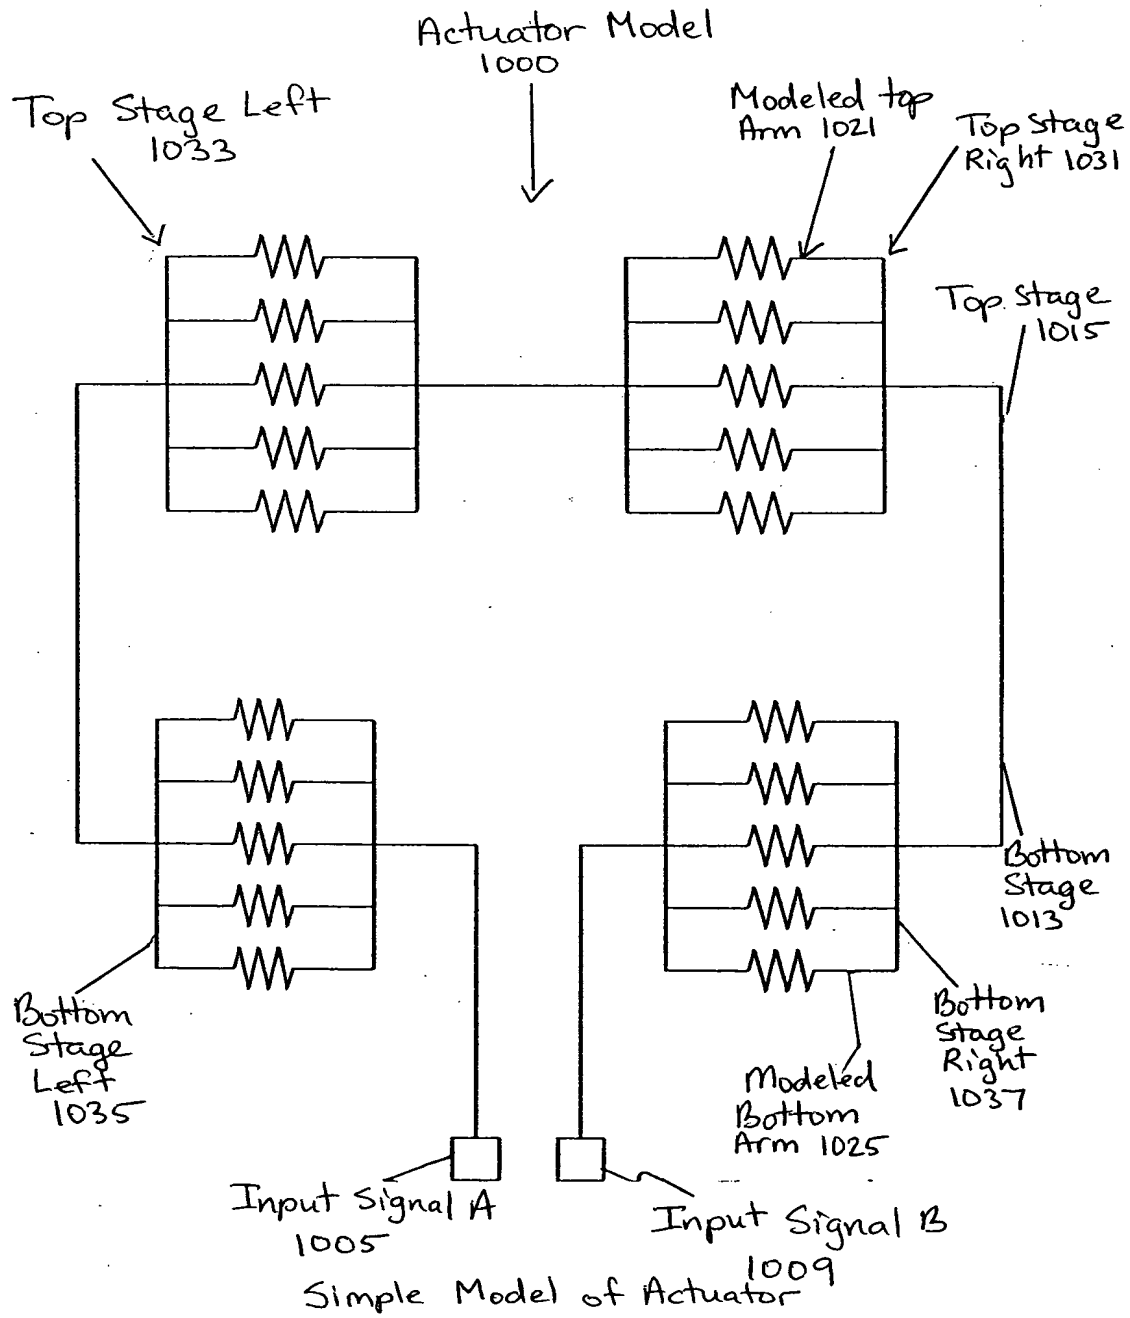 Actuator Model
1000
Top Stage Left
1033
Modeled top
Arm 1021
Top Stage
Right 1031
Top Stage
1015
Bottom
Stage
1013
Bottom
Stage
Left
1035
Bottom
Stage
Right
1037
Modeled
Bottom
Arm 1025
Input Signal A
1005
Input Signal B
1009
Simple Model of Actuator